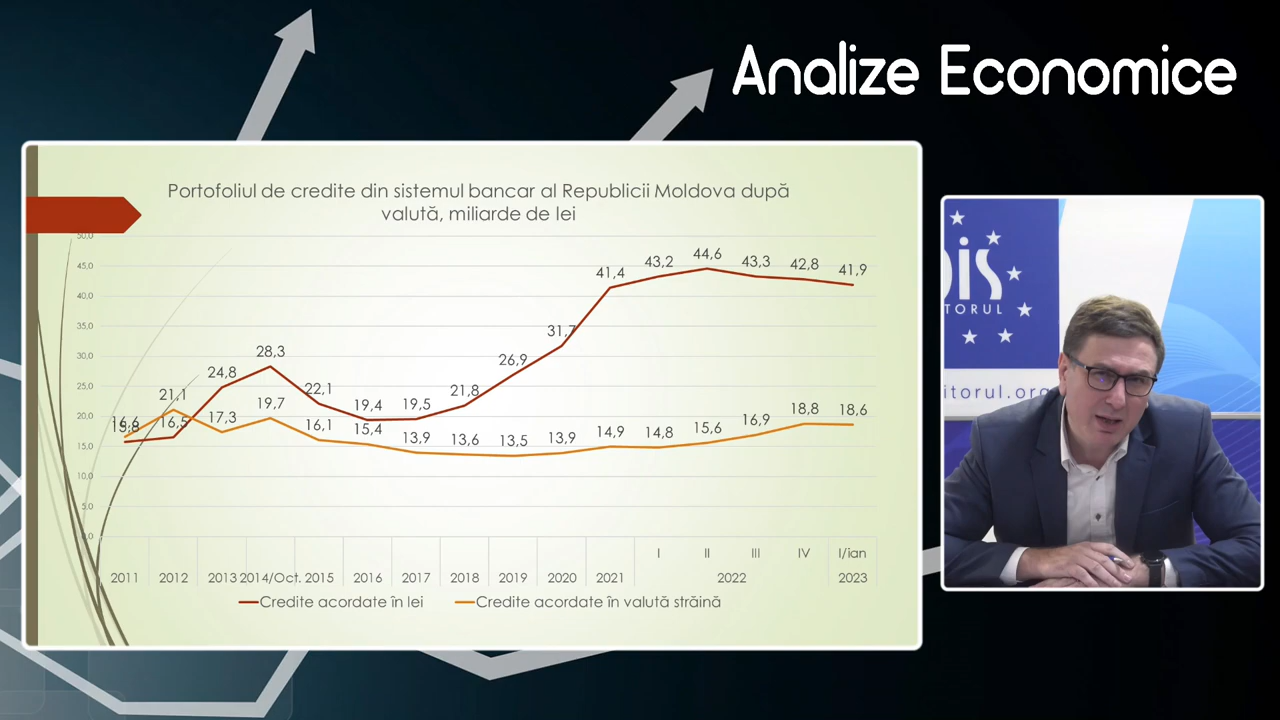 Analize Economice
Portofoliul de credite din sistemul bancar al Republicii Moldova după
valută, miliarde de lei
50,0
45,0
40,0
35,0
30,0
25,0
20,0
15,0
10,0
5,0
0,0
41,4 43,2 44,6 43,3 42,8 41,9
31,7
28,3
26,9
24,8
22,1 21,8
19,4 19,5
16,5
15,8
16,6 21,1 17,3 19,7 16,1 15,4 13,9 13,6 13,5 13,9 14,9 14,8 15,6 16,9 18,8 18,6
I II III IV I/ian
2011 2012 2013 2014/Oct. 2015 2016 2017 2018 2019 2020 2021 2022 2023
Credite acordate în lei Credite acordate în valută străină
DIS
TORUL
itorul.org